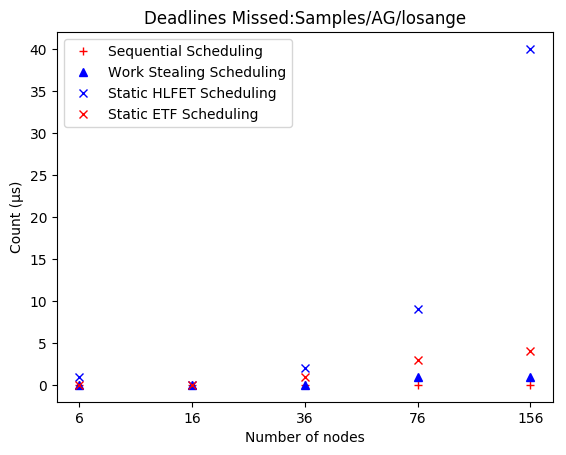 Deadlines Missed:Samples/AG/losange
Sequential Scheduling
Work Stealing Scheduling
Static HLFET Scheduling
Static ETF Scheduling
Count (µs)
40
35
30
25
20
15
10
5
0
6 16 36 76 156
Number of nodes